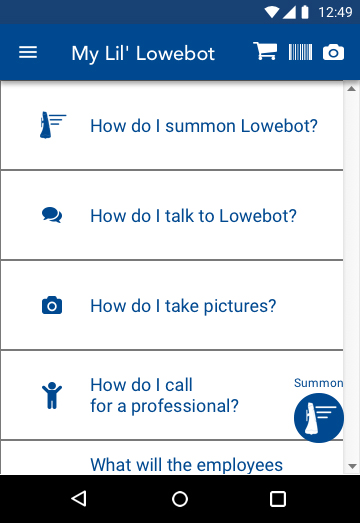 12:49
My Lil' Lowebot
How do I summon Lowebot?
How do I talk to Lowebot?
How do I take pictures?
How do I call
for a professional?
Summon
What will the employees